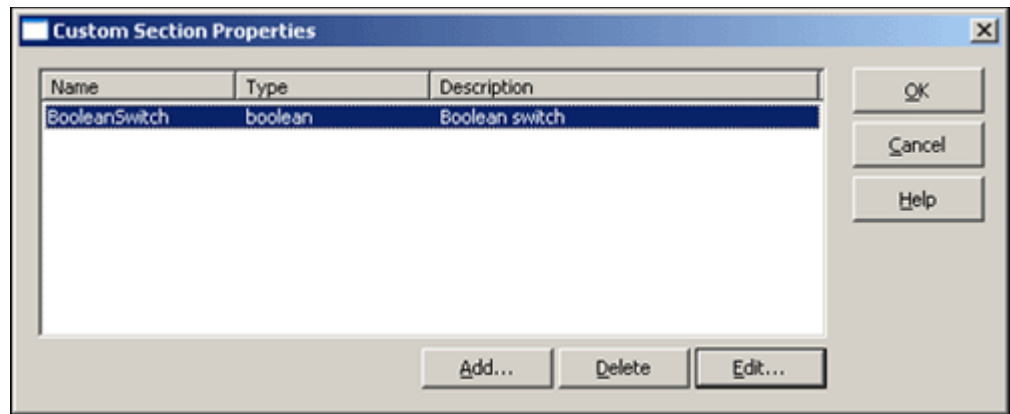 Custom Section Properties
Name Type Description
BooleanSwitch boolean Boolean switch
OK
Cancel
Help
Add... Delete Edit...